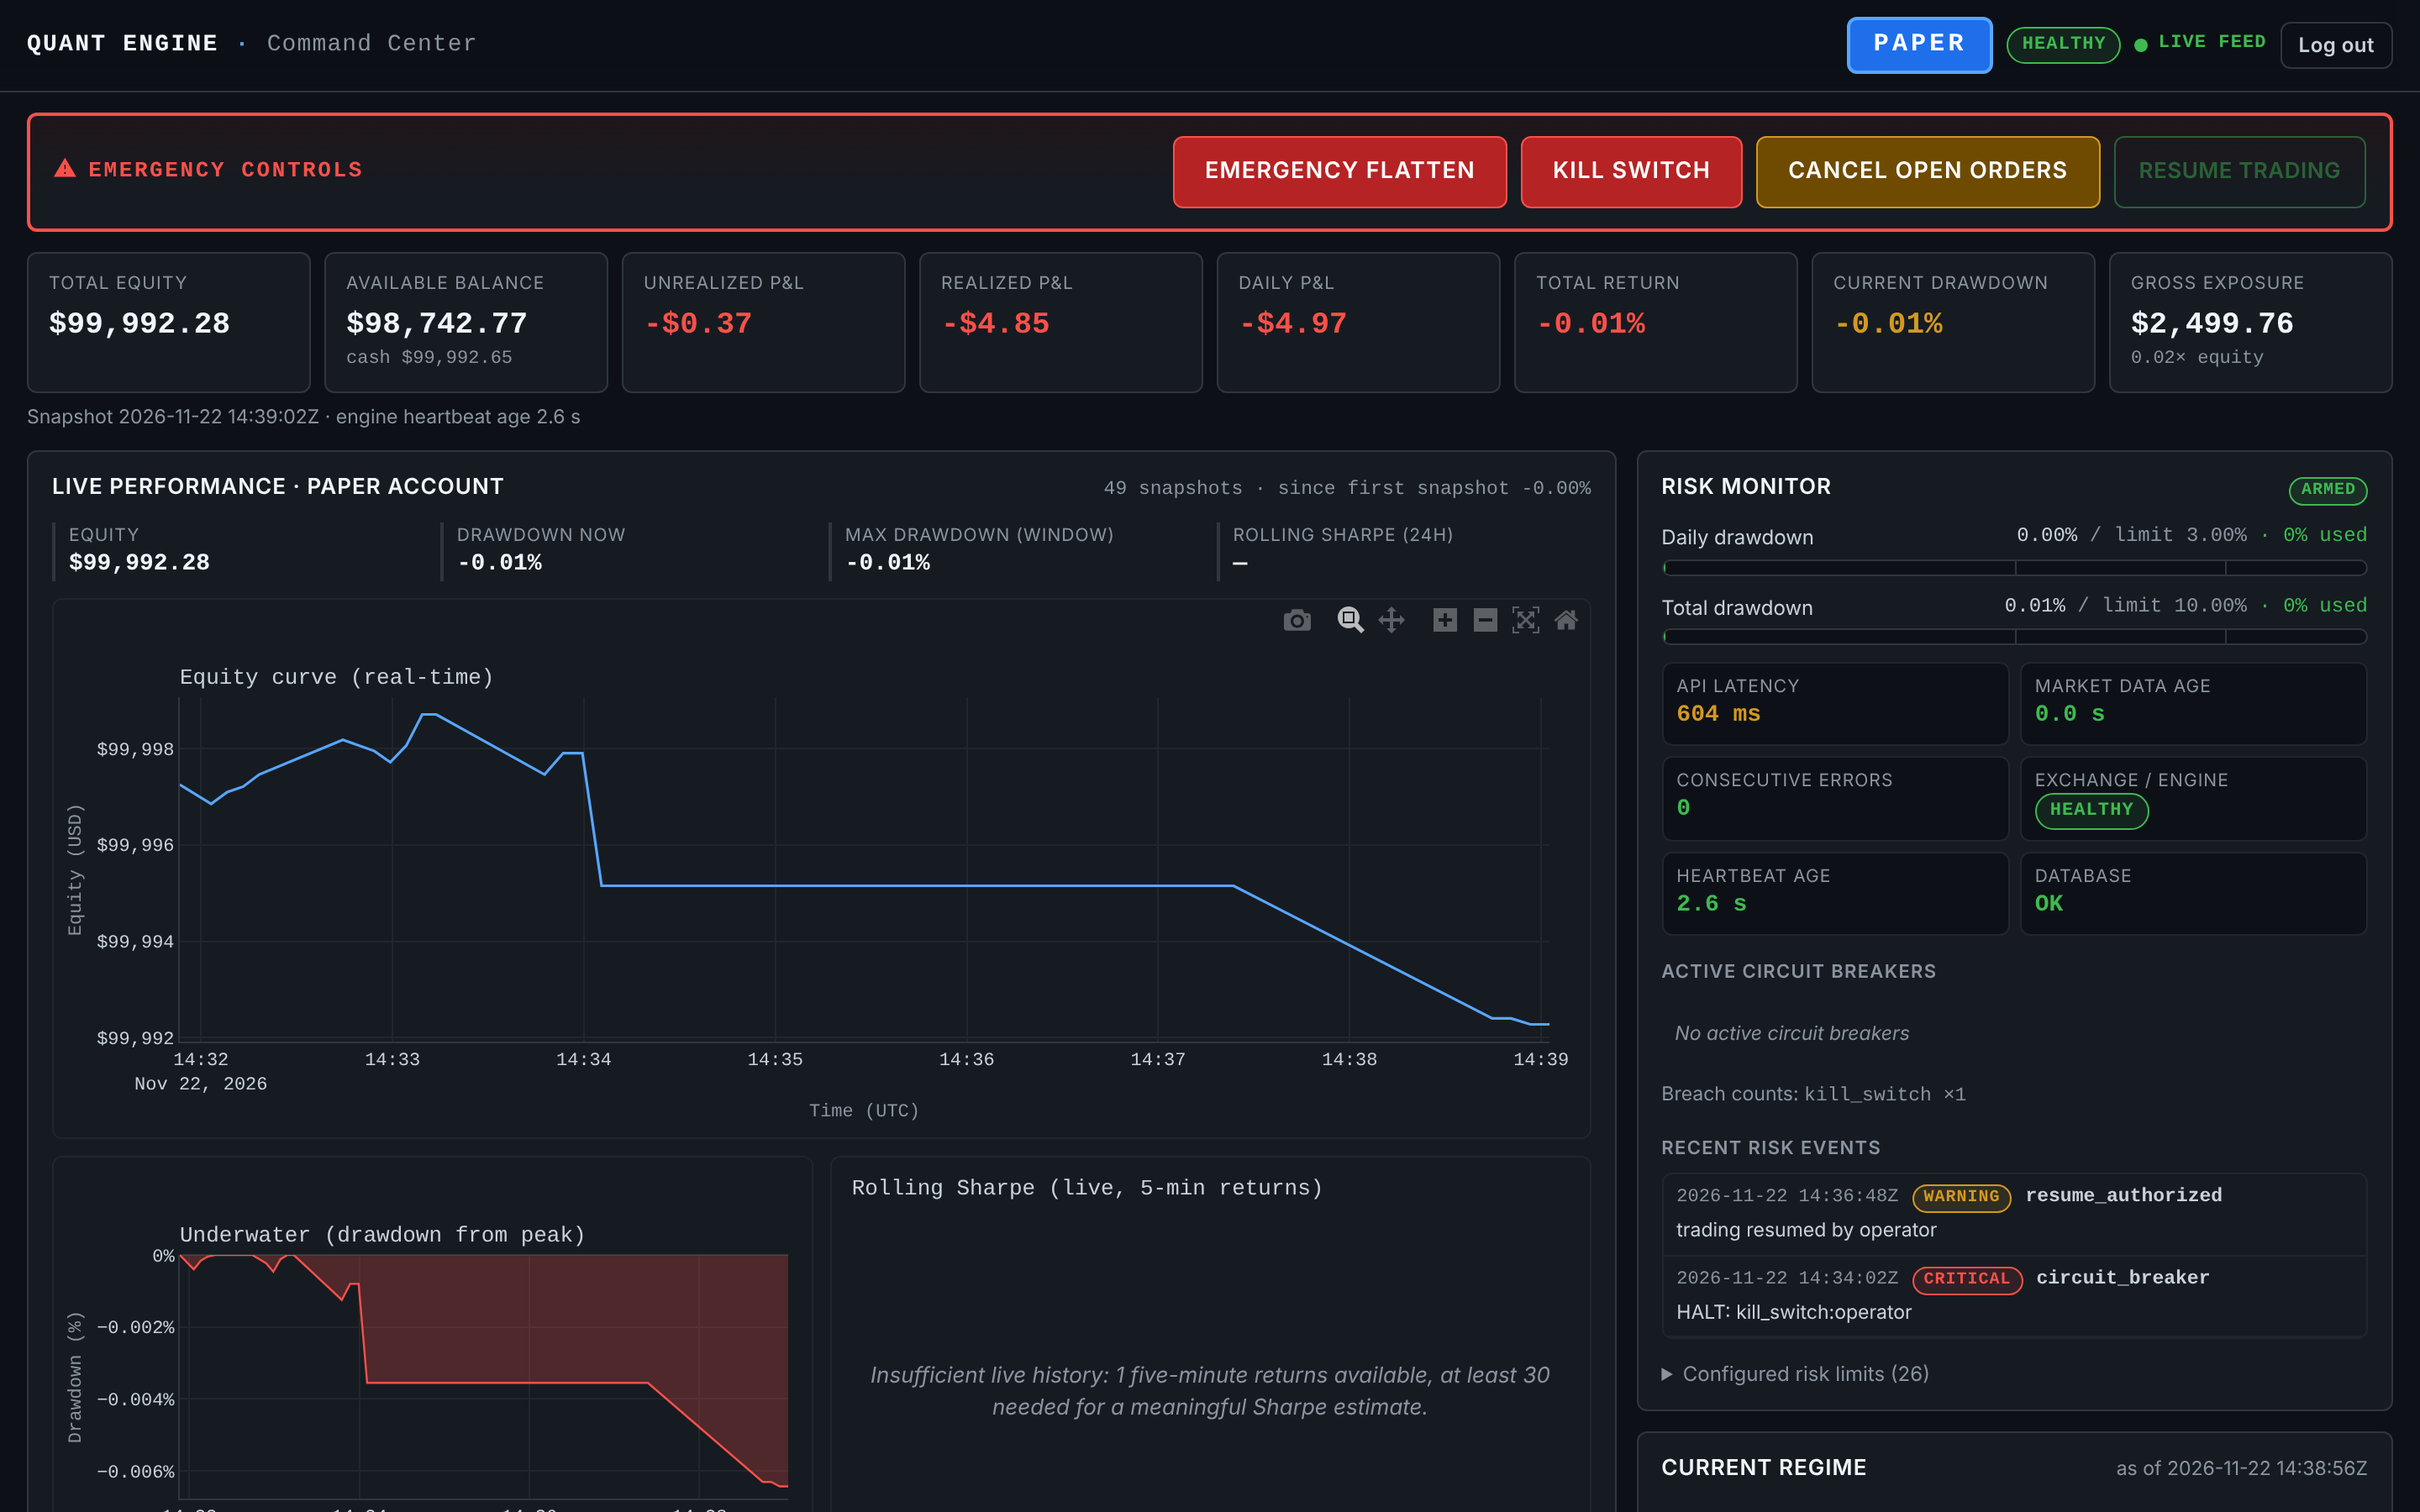 QUANT ENGINE · Command Center
PAPER
HEALTHY
LIVE FEED
Log out
EMERGENCY CONTROLS
EMERGENCY FLATTEN
KILL SWITCH
CANCEL OPEN ORDERS
RESUME TRADING
TOTAL EQUITY
$99,992.28
AVAILABLE BALANCE
$98,742.77
cash $99,992.65
UNREALIZED P&L
-$0.37
REALIZED P&L
-$4.85
DAILY P&L
-$4.97
TOTAL RETURN
-0.01%
CURRENT DRAWDOWN
-0.01%
GROSS EXPOSURE
$2,499.76
0.02× equity
Snapshot 2026-11-22 14:39:02Z · engine heartbeat age 2.6 s
LIVE PERFORMANCE · PAPER ACCOUNT
49 snapshots · since first snapshot -0.00%
EQUITY
$99,992.28
DRAWDOWN NOW
-0.01%
MAX DRAWDOWN (WINDOW)
-0.01%
ROLLING SHARPE (24H)
—
Equity curve (real-time)
Equity (USD)
$99,998
$99,996
$99,994
$99,992
14:32
14:33
14:34
14:35
14:36
14:37
14:38
14:39
Nov 22, 2026
Time (UTC)
Underwater (drawdown from peak)
Drawdown (%)
0%
−0.002%
−0.004%
−0.006%
Rolling Sharpe (live, 5-min returns)
Insufficient live history: 1 five-minute returns available, at least 30
needed for a meaningful Sharpe estimate.
RISK MONITOR
ARMED
Daily drawdown
0.00% / limit 3.00% · 0% used
Total drawdown
0.01% / limit 10.00% · 0% used
API LATENCY
604 ms
MARKET DATA AGE
0.0 s
CONSECUTIVE ERRORS
0
EXCHANGE / ENGINE
HEALTHY
HEARTBEAT AGE
2.6 s
DATABASE
OK
ACTIVE CIRCUIT BREAKERS
No active circuit breakers
Breach counts: kill_switch ×1
RECENT RISK EVENTS
2026-11-22 14:36:48Z WARNING resume_authorized
trading resumed by operator
2026-11-22 14:34:02Z CRITICAL circuit_breaker
HALT: kill_switch:operator
Configured risk limits (26)
CURRENT REGIME
as of 2026-11-22 14:38:56Z